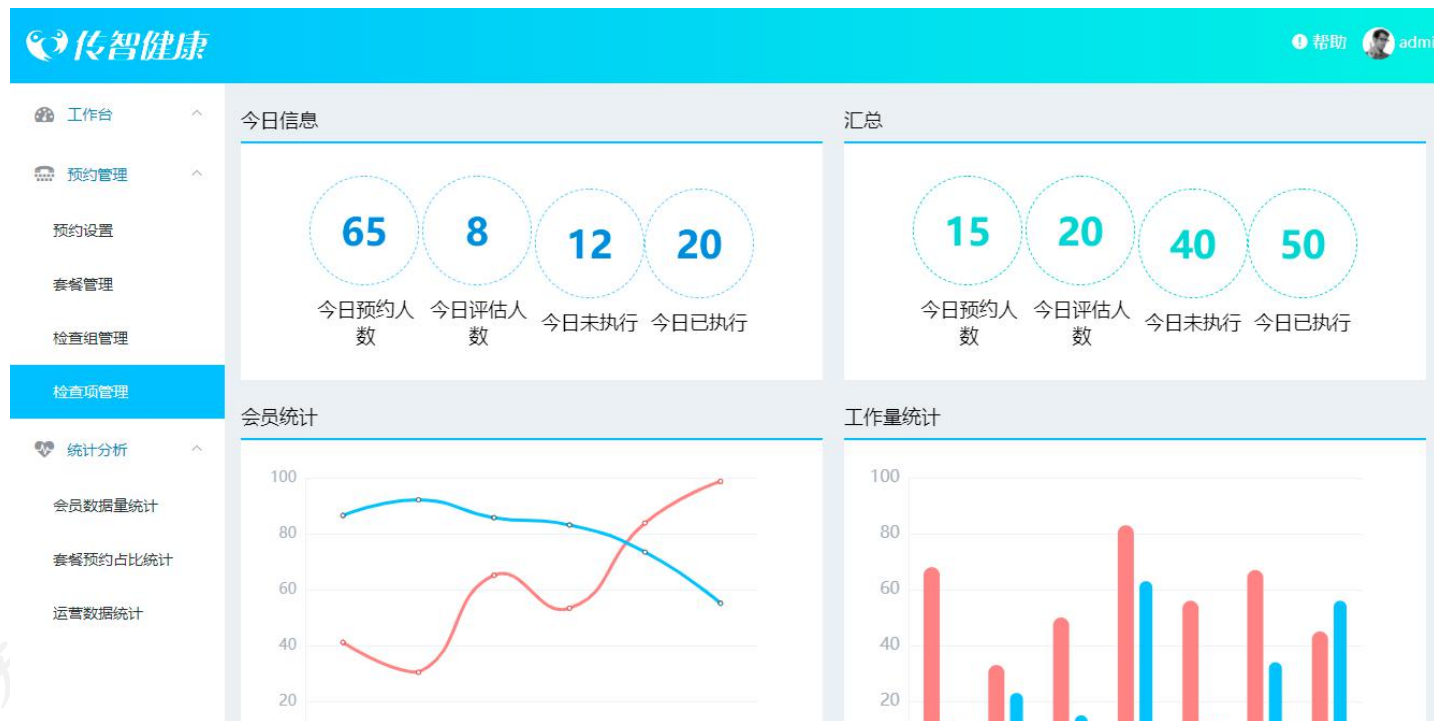 传智健康
帮助
admi
工作台
预约管理
预约设置
套餐管理
检查组管理
检查项管理
统计分析
会员数据量统计
套餐预约占比统计
运营数据统计
今日信息
65
8
12
20
今日预约人
数
今日评估人
数
今日未执行
今日已执行
汇总
15
20
40
50
今日预约人
数
今日评估人
数
今日未执行
今日已执行
会员统计
100
80
60
40
20
工作量统计
100
80
60
40
20